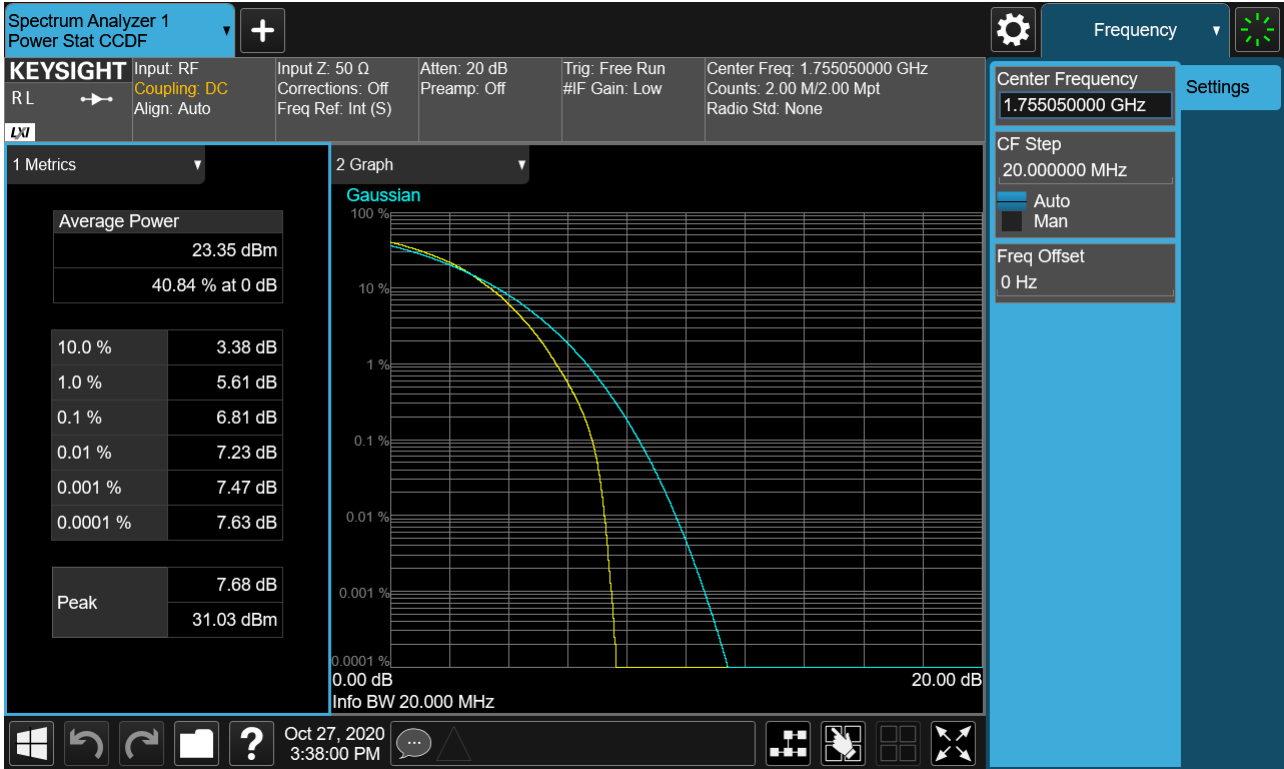 Spectrum Analyzer 1
Power Stat CCDF
Frequency
KEYSIGHT
R L
LXI
Input: RF
Coupling: DC
Align: Auto
Input Z: 50 Ω
Corrections: Off
Freq Ref: Int (S)
Atten: 20 dB
Preamp: Off
Trig: Free Run
#IF Gain: Low
Center Freq: 1.755050000 GHz
Counts: 2.00 M/2.00 Mpt
Radio Std: None
Center Frequency
1.755050000 GHz
Settings
CF Step
20.000000 MHz
Auto
Man
Freq Offset
0 Hz
1 Metrics
Average Power
23.35 dBm
40.84 % at 0 dB
10.0 % 3.38 dB
1.0 % 5.61 dB
0.1 % 6.81 dB
0.01 % 7.23 dB
0.001 % 7.47 dB
0.0001 % 7.63 dB
Peak 7.68 dB
31.03 dBm
2 Graph
Gaussian
100 %
10 %
1 %
0.1 %
0.01 %
0.001 %
0.0001 %
0.00 dB 20.00 dB
Info BW 20.000 MHz
Oct 27, 2020
3:38:00 PM